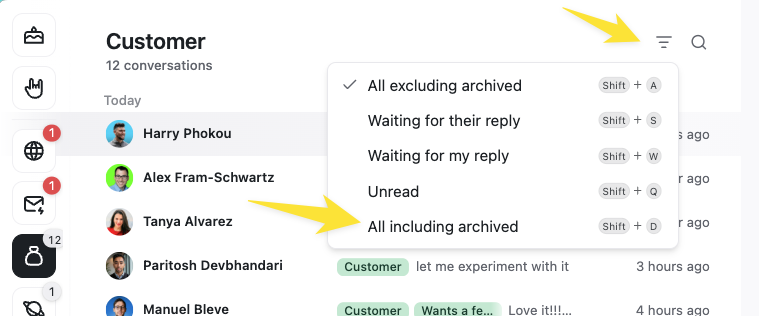 Customer
12 conversations
Today
1
Harry Phokou
s ago
Alex Fram-Schwartz
r ago
1
Tanya Alvarez
r ago
12
Paritosh Devbhandari
Customer let me experiment with it
3 hours ago
1
Manuel Bleve
Customer Wants a fe... Love it!!!...
4 hours ago
All excluding archived Shift + A
Waiting for their reply Shift + S
Waiting for my reply Shift + W
Unread Shift + Q
All including archived Shift + D